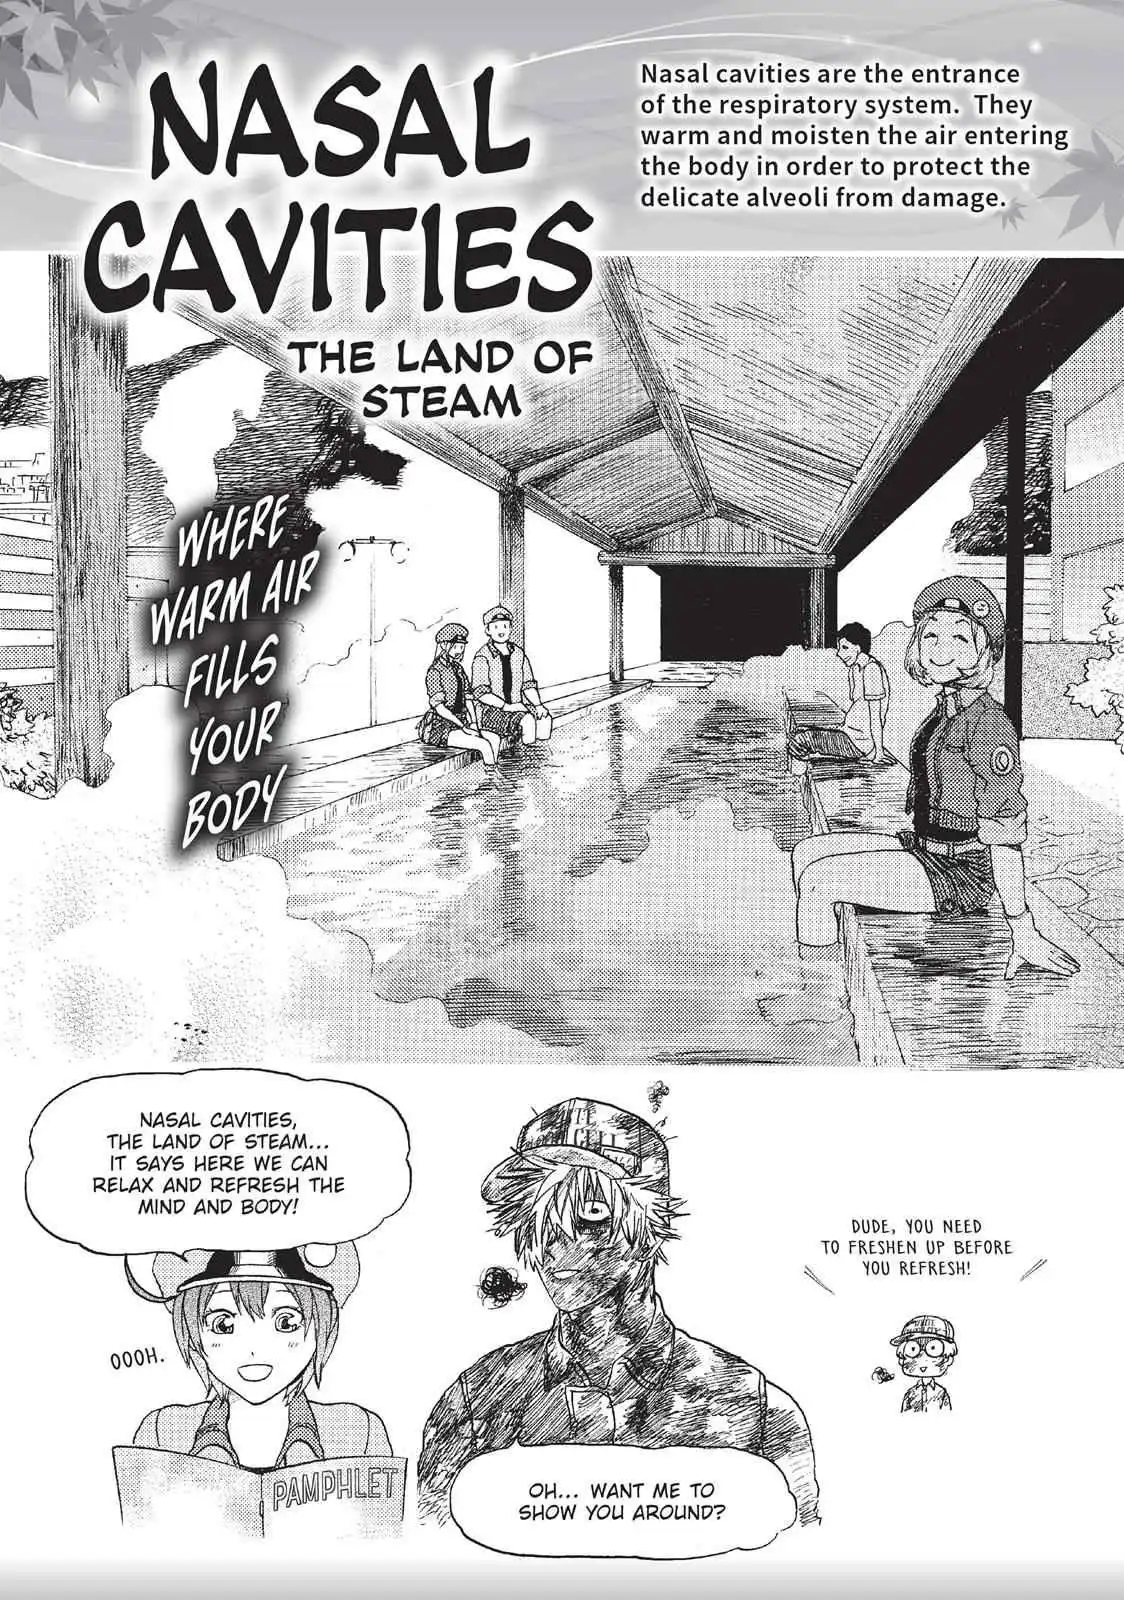 NASAL
CAVITIES
THE LAND OF
STEAM
Nasal cavities are the entrance
of the respiratory system. They
warm and moisten the air entering
the body in order to protect the
delicate alveoli from damage.
WHERE
WARM AIR
FILLS
YOUR
BODY
NASAL CAVITIES,
THE LAND OF STEAM...
IT SAYS HERE WE CAN
RELAX AND REFRESH THE
MIND AND BODY!
OOOH.
PAMPHLET
OH... WANT ME TO
SHOW YOU AROUND?
DUDE, YOU NEED
TO FRESHEN UP BEFORE
YOU REFRESH!